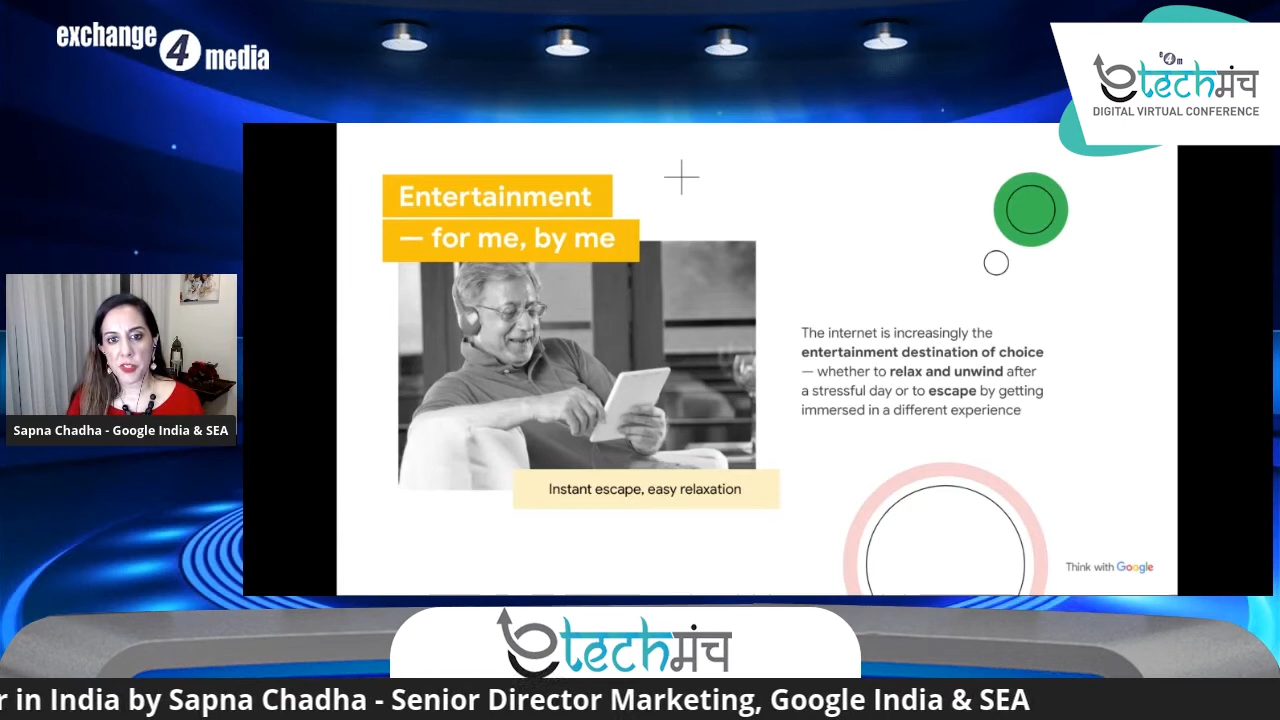 exchange
4
media
e4m
techमंच
DIGITAL VIRTUAL CONFERENCE
Entertainment
— for me, by me
The internet is increasingly the
entertainment destination of choice
— whether to relax and unwind after
a stressful day or to escape by getting
immersed in a different experience
Instant escape, easy relaxation
Think with Google
Sapna Chadha - Google India & SEA
techमंच
r in India by Sapna Chadha - Senior Director Marketing, Google India & SEA